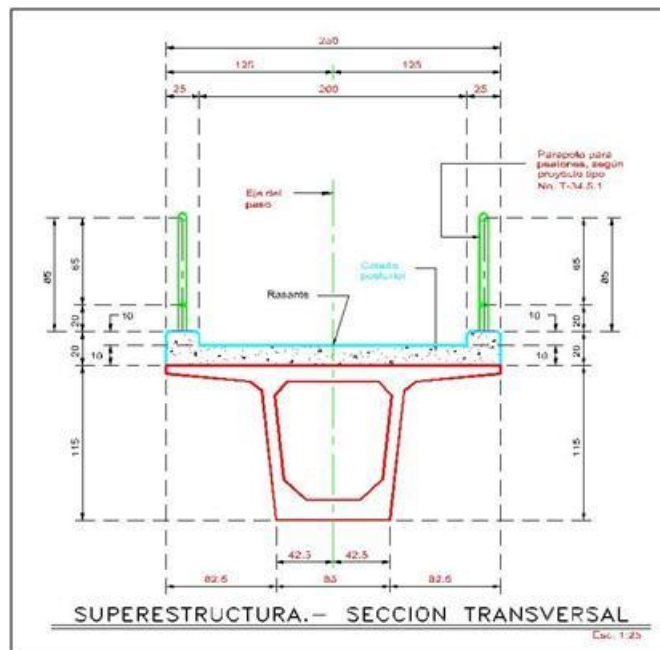 250
125 125
25 200 25
Parapeto para
peatones, según
proyecto tipo
No. T-34.5.1
Eje del
paso
Colado
posterior
Rasante
85 65 65 85
10 20 20 10
20 20
10 10
115 115
42.5 42.5
82.5 85 82.5
SUPERESTRUCTURA.- SECCION TRANSVERSAL
Esc. 1:25